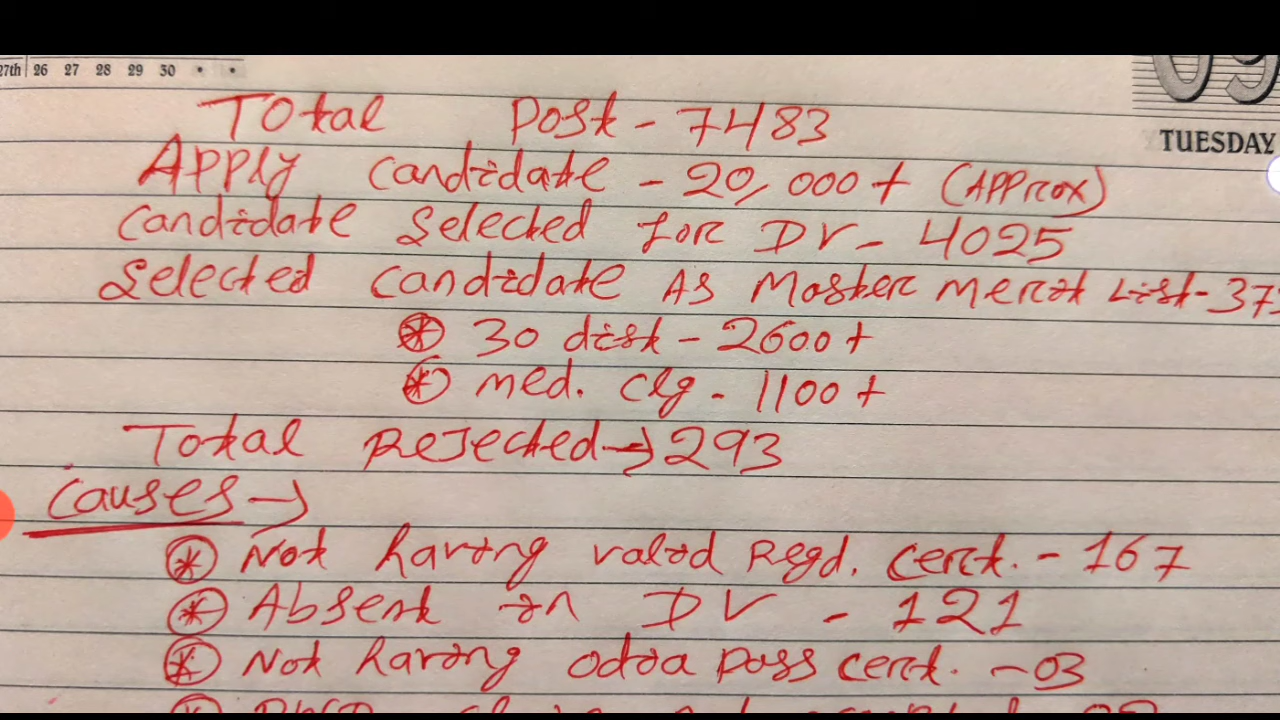 27th 26 27 28 29 30 • •
09
TUESDAY
Total Post - 7483
Apply candidate - 20,000+ (Approx)
candidate selected for DV - 4025
Selected candidate As Master merit List - 37
* 30 dist - 2600+
* med. clg - 1100+
Total Rejected → 293
Causes →
* Not having valid Regd. cert. - 167
* Absent in DV - 121
* Not having odia pass cert. - 03